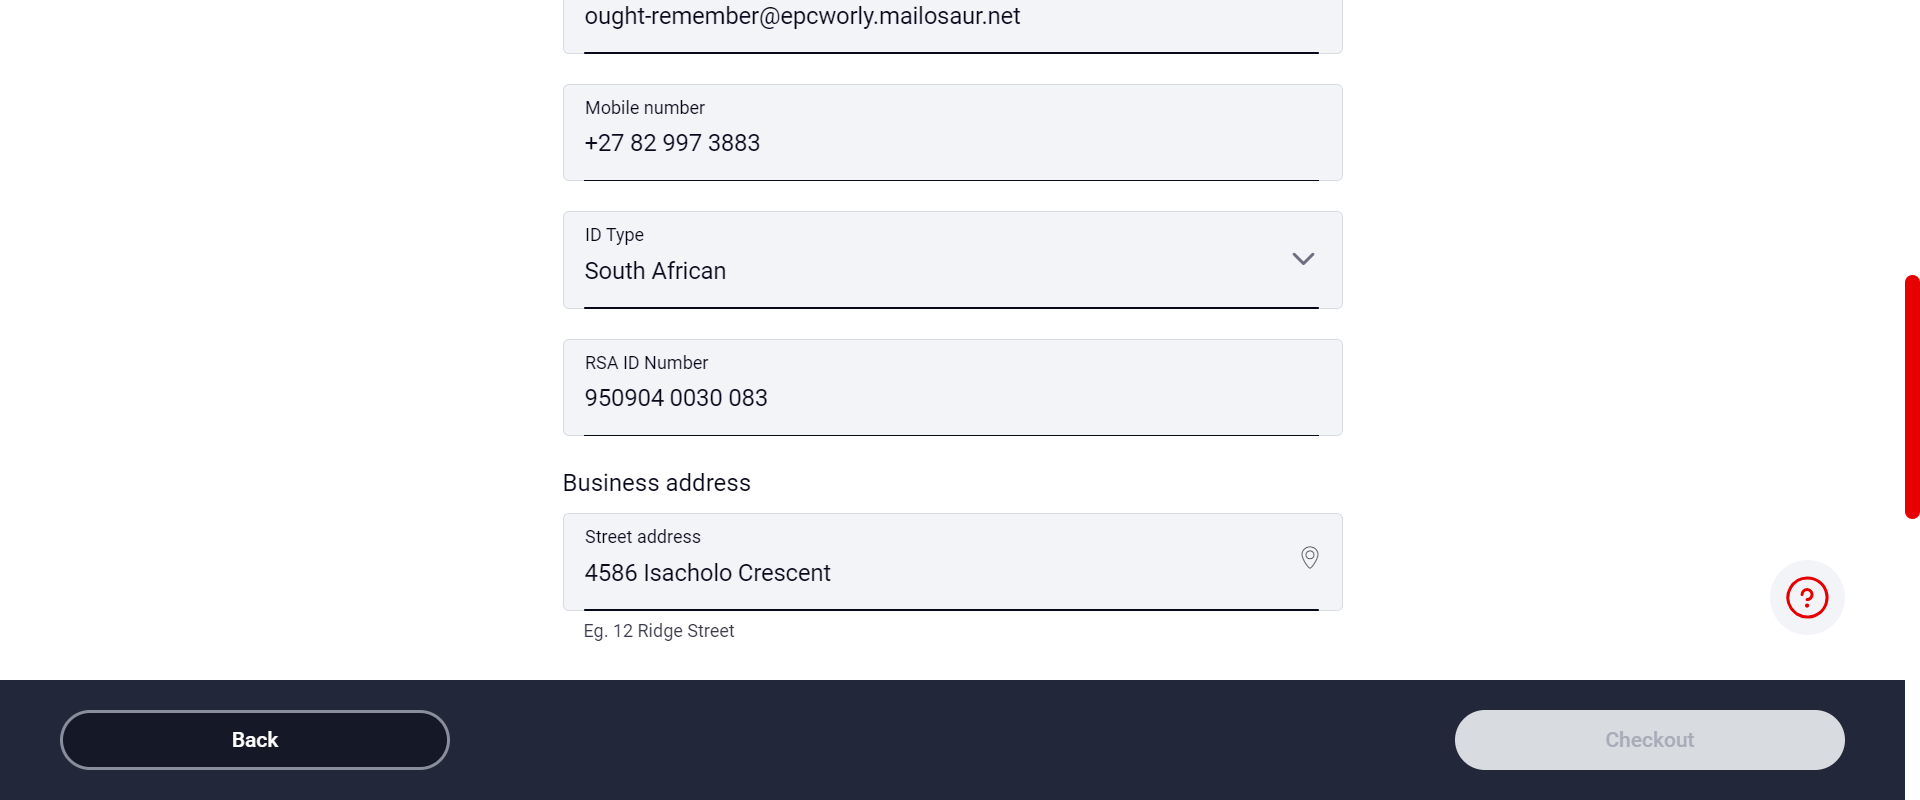 ought-remember@epcworly.mailosaur.net
Mobile number
+27 82 997 3883
ID Type
South African
RSA ID Number
950904 0030 083
Business address
Street address
4586 Isacholo Crescent
Eg. 12 Ridge Street
Back
Checkout